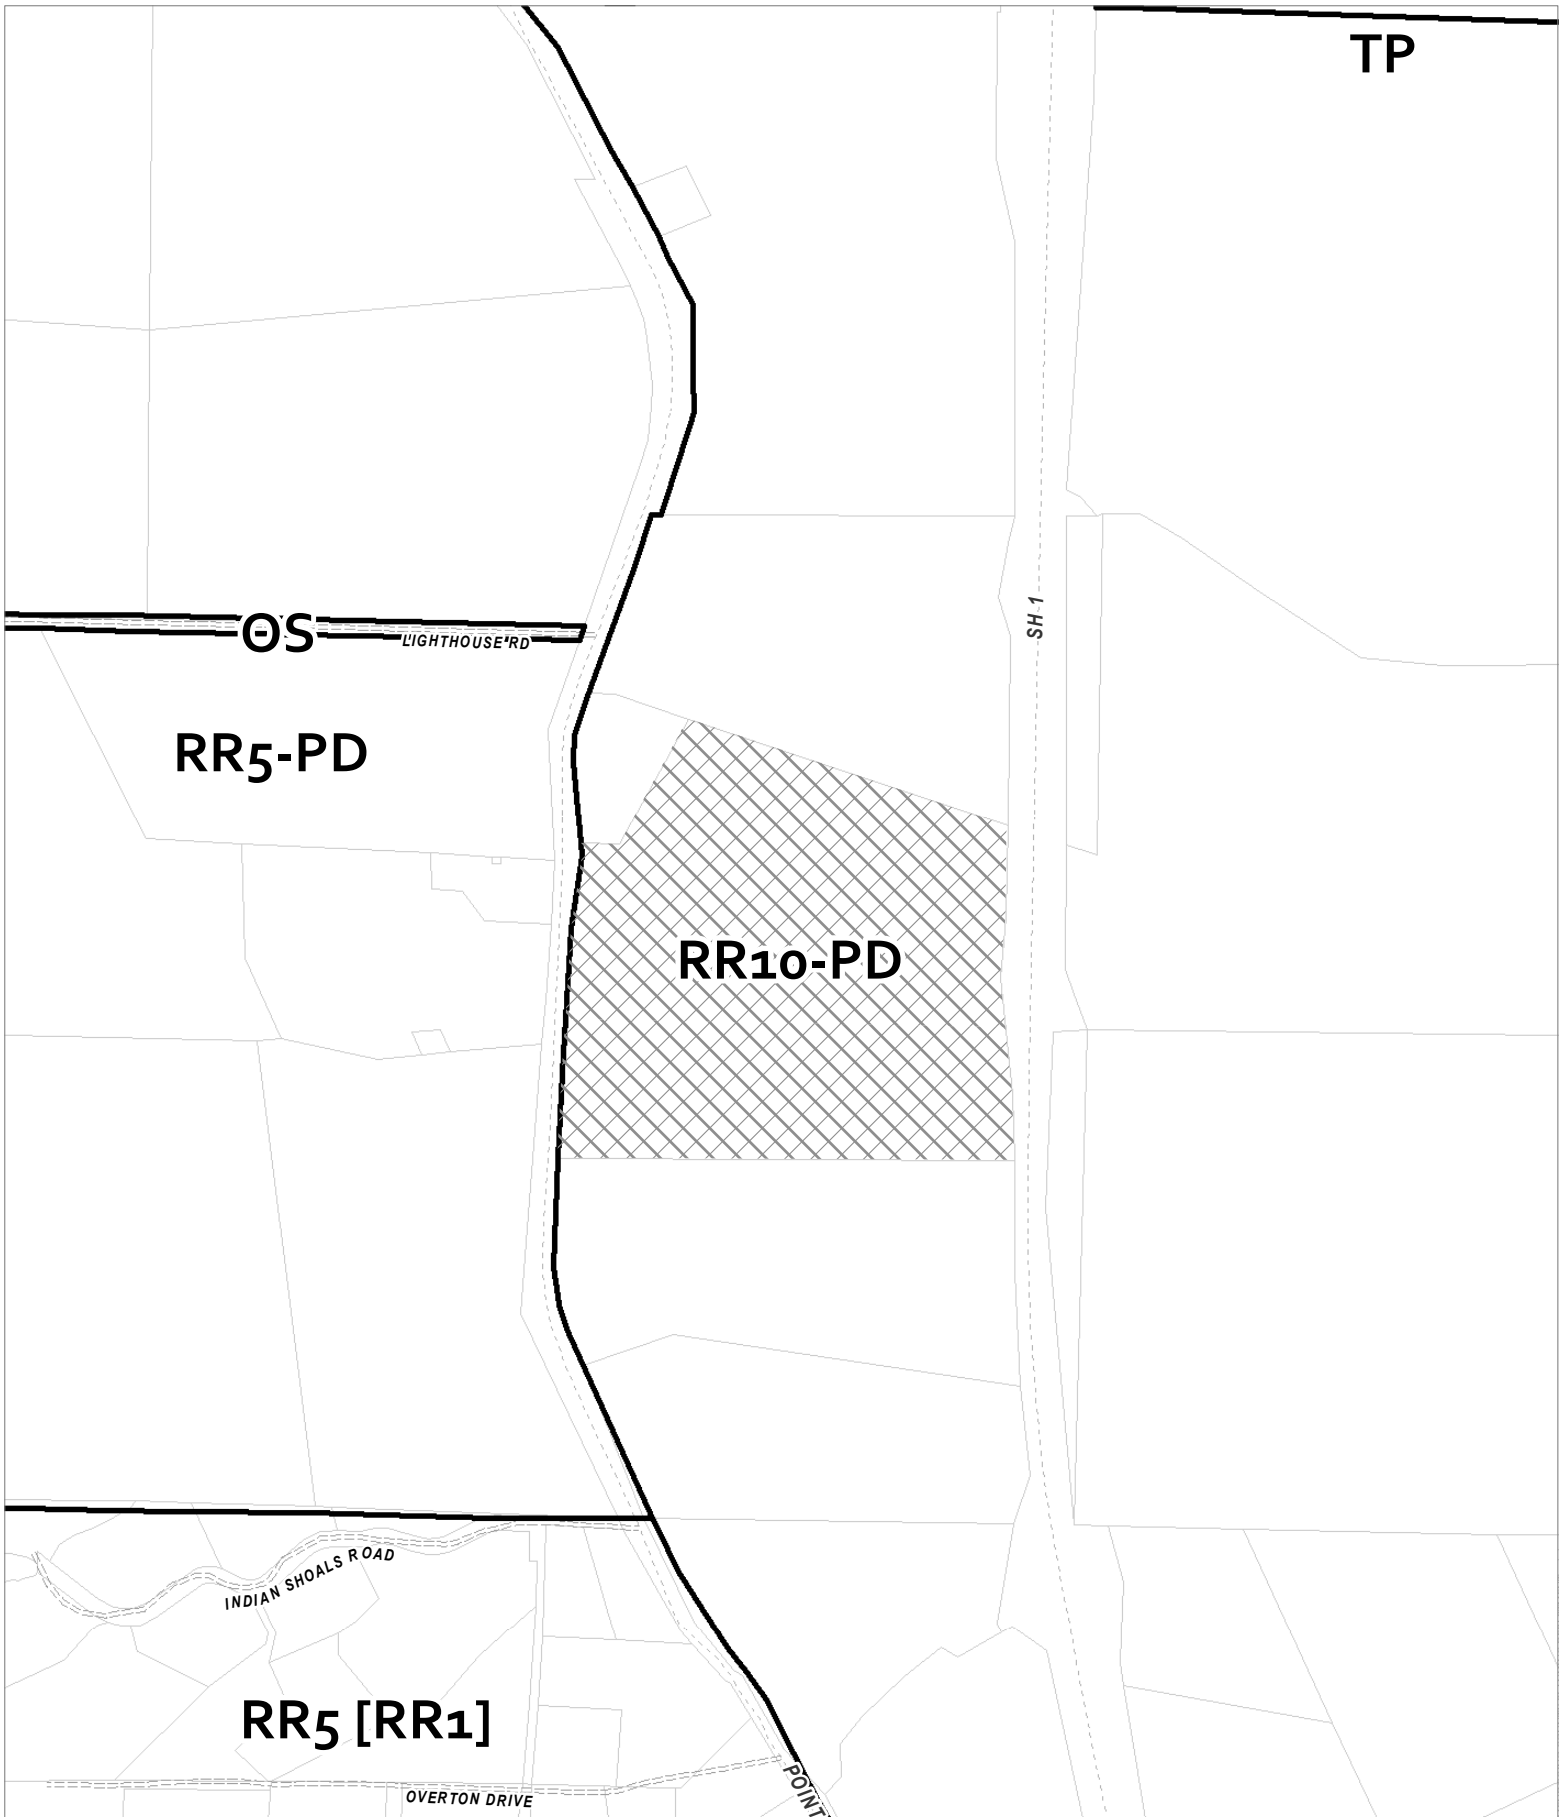 TP
SH 1
OS
LIGHTHOUSE RD
RR5-PD
RR10-PD
INDIAN SHOALS ROAD
RR5 [RR1]
OVERTON DRIVE
POINT